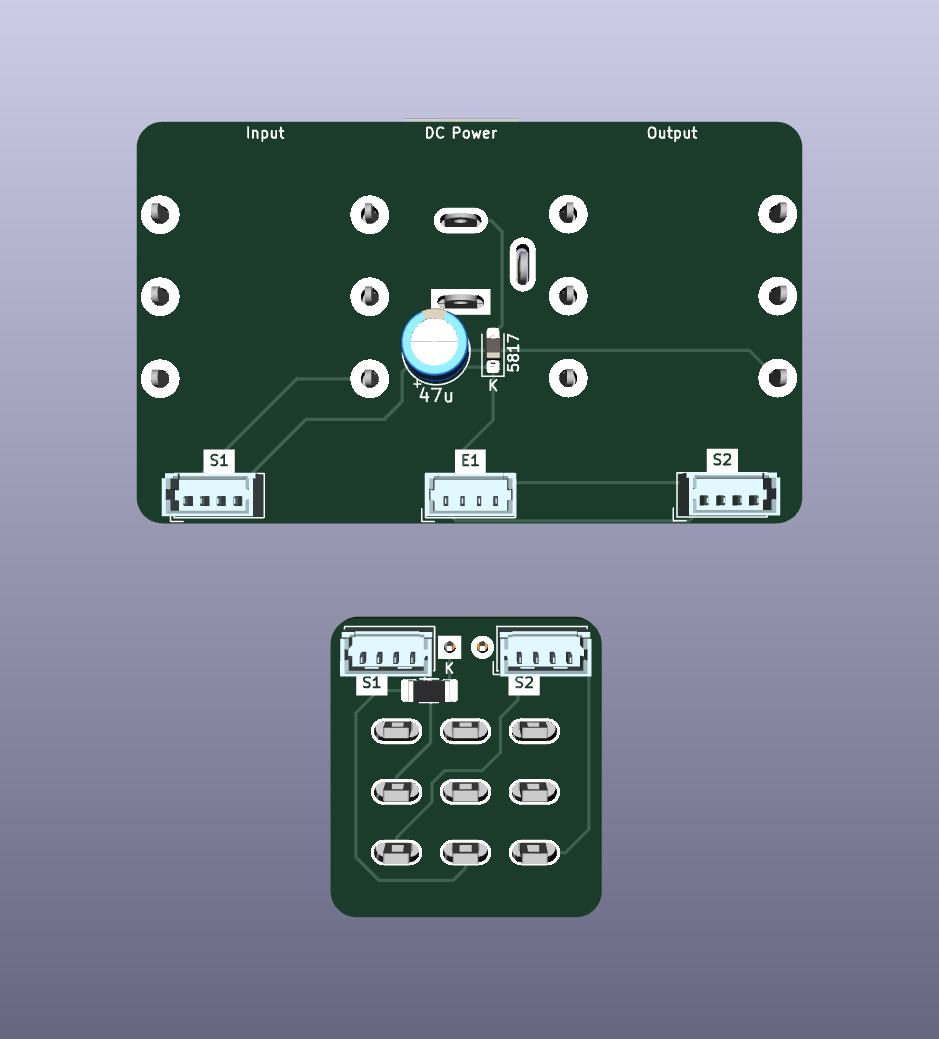 Input DC Power Output
5817
K
+
47u
S1 E1 S2
K
S1 S2